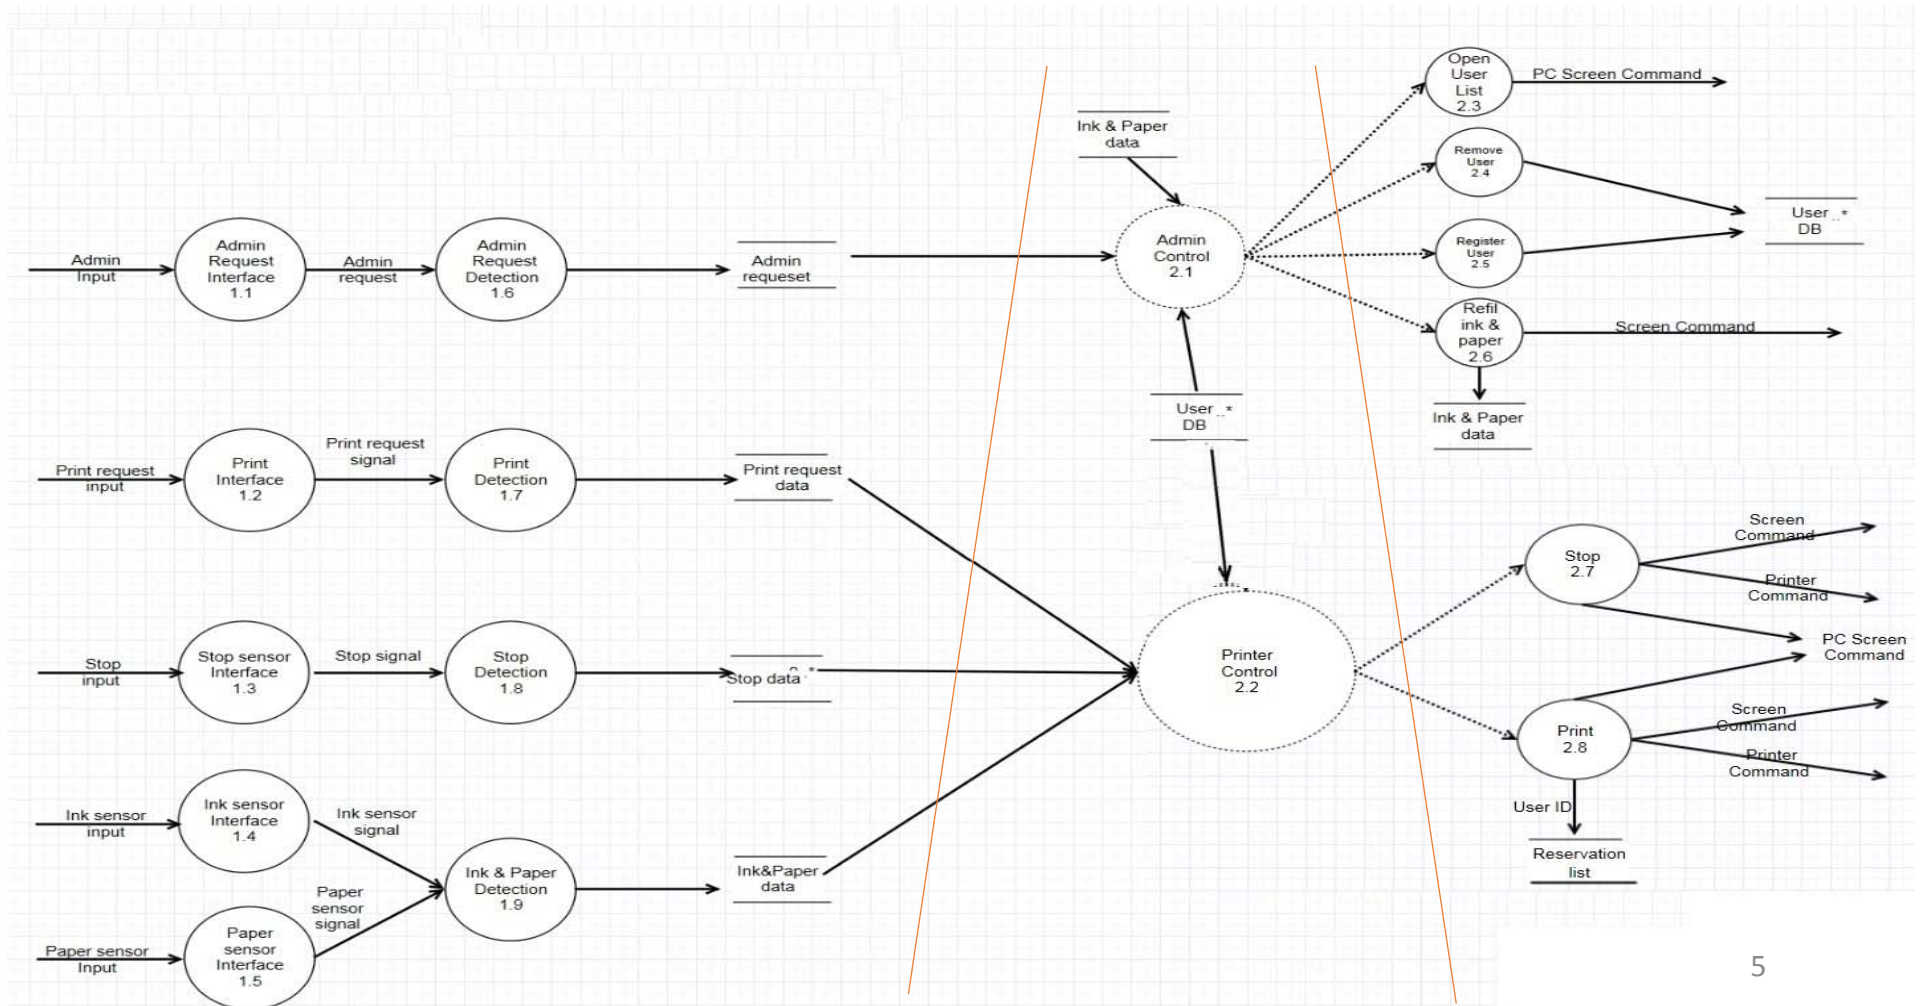 Open
User
List
2.3
PC Screen Command
Ink & Paper
data
Remove
User
2.4
User ..*
DB
Admin
Input
Admin
Request
Interface
1.1
Admin
request
Admin
Request
Detection
1.6
Admin
requeset
Admin
Control
2.1
Register
User
2.5
Refil
ink &
paper
2.6
Screen Command
Ink & Paper
data
User ..*
DB
Print request
input
Print
Interface
1.2
Print request
signal
Print
Detection
1.7
Print request
data
Stop
2.7
Screen
Command
Printer
Command
PC Screen
Command
Stop
input
Stop sensor
Interface
1.3
Stop signal
Stop
Detection
1.8
Stop data
Printer
Control
2.2
Print
2.8
Screen
Command
Printer
Command
User ID
Reservation
list
Ink sensor
input
Ink sensor
Interface
1.4
Ink sensor
signal
Ink & Paper
Detection
1.9
Ink&Paper
data
Paper
sensor
signal
Paper sensor
Input
Paper
sensor
Interface
1.5
5